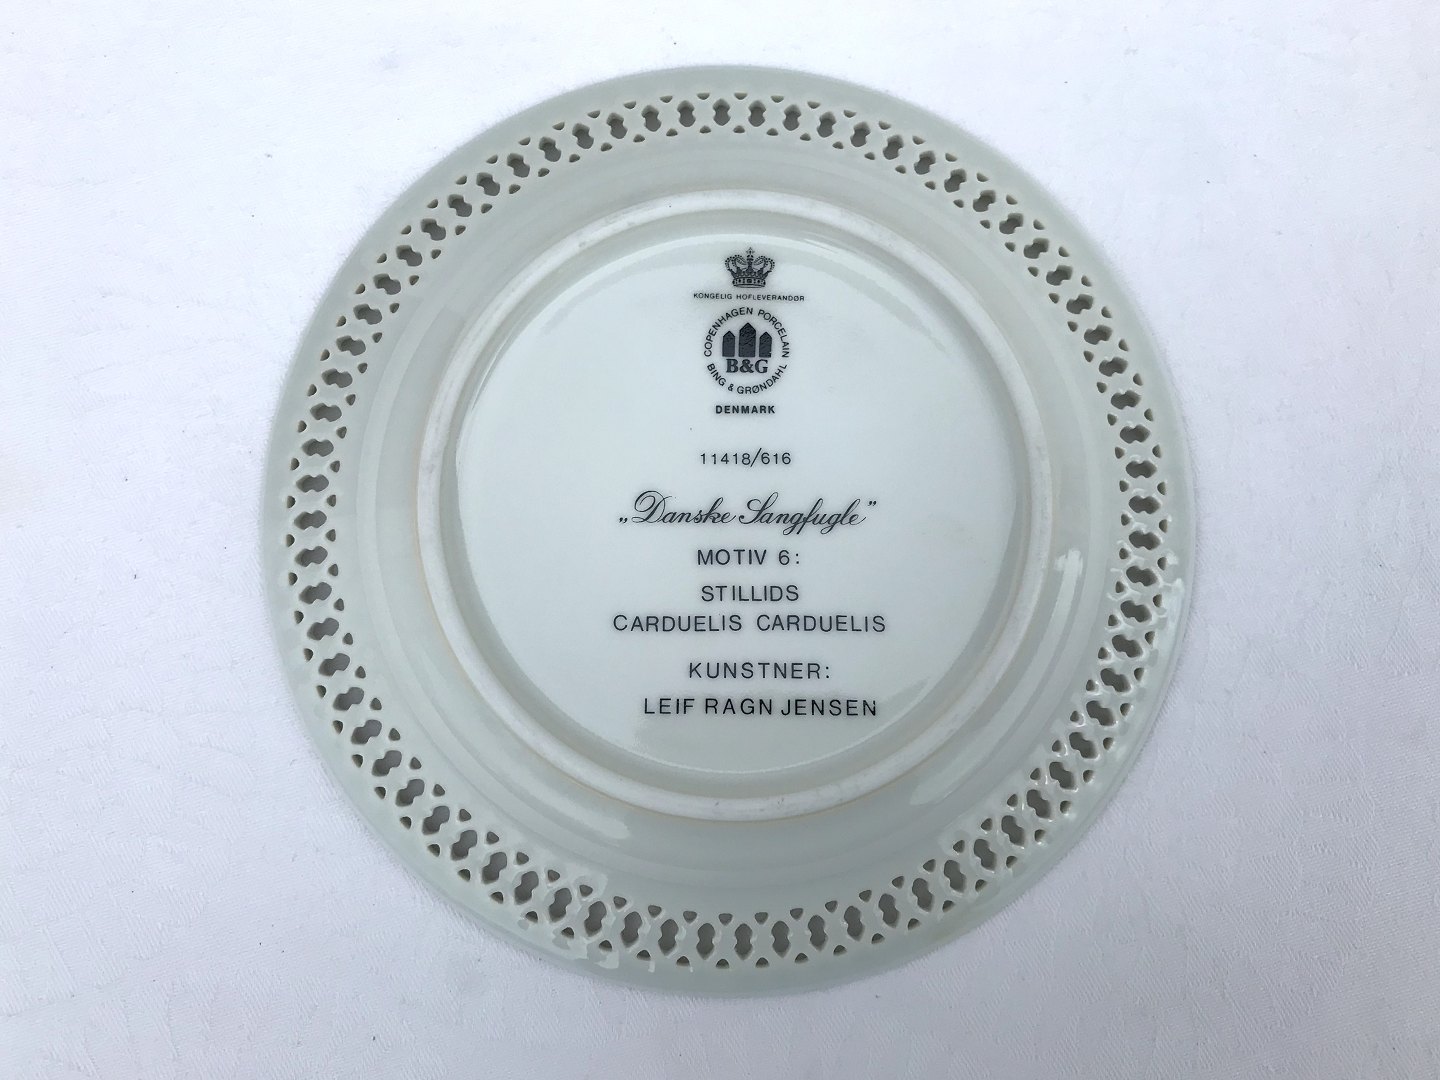 KONGELIG HOFLEVERANDØR
COPENHAGEN PORCELAIN
B&G
BING & GRØNDAHL
DENMARK
11418/616
„Danske Sangfugle”
MOTIV 6:
STILLIDS
CARDUELIS CARDUELIS
KUNSTNER:
LEIF RAGN JENSEN